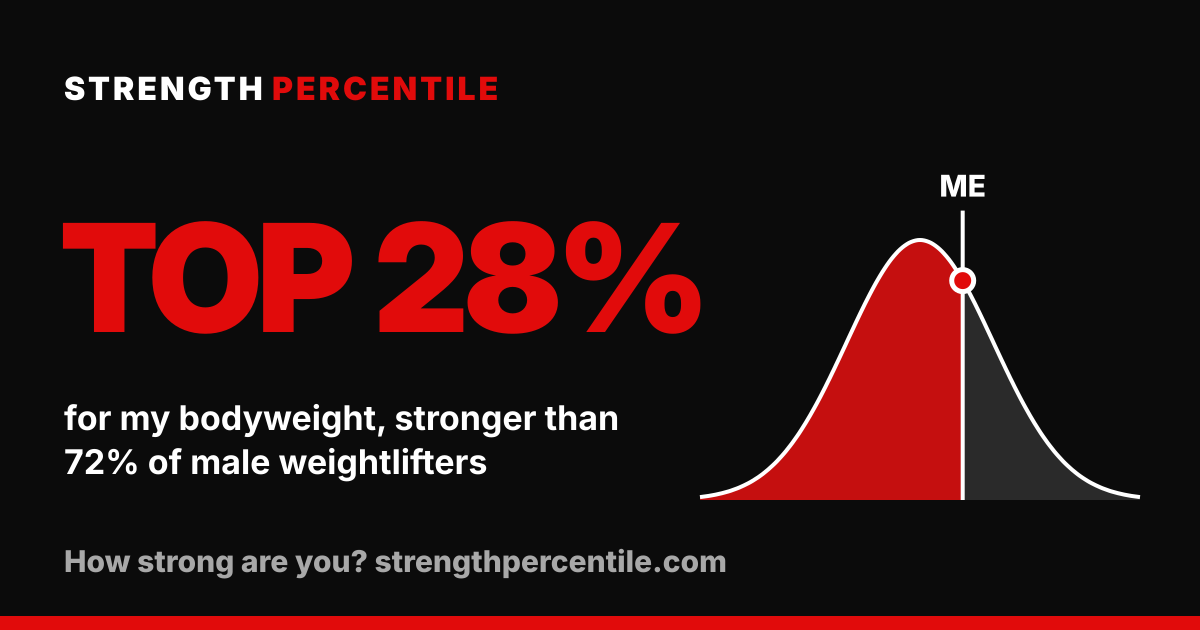 STRENGTH PERCENTILE
ME
TOP 28%
for my bodyweight, stronger than
72% of male weightlifters
How strong are you? strengthpercentile.com